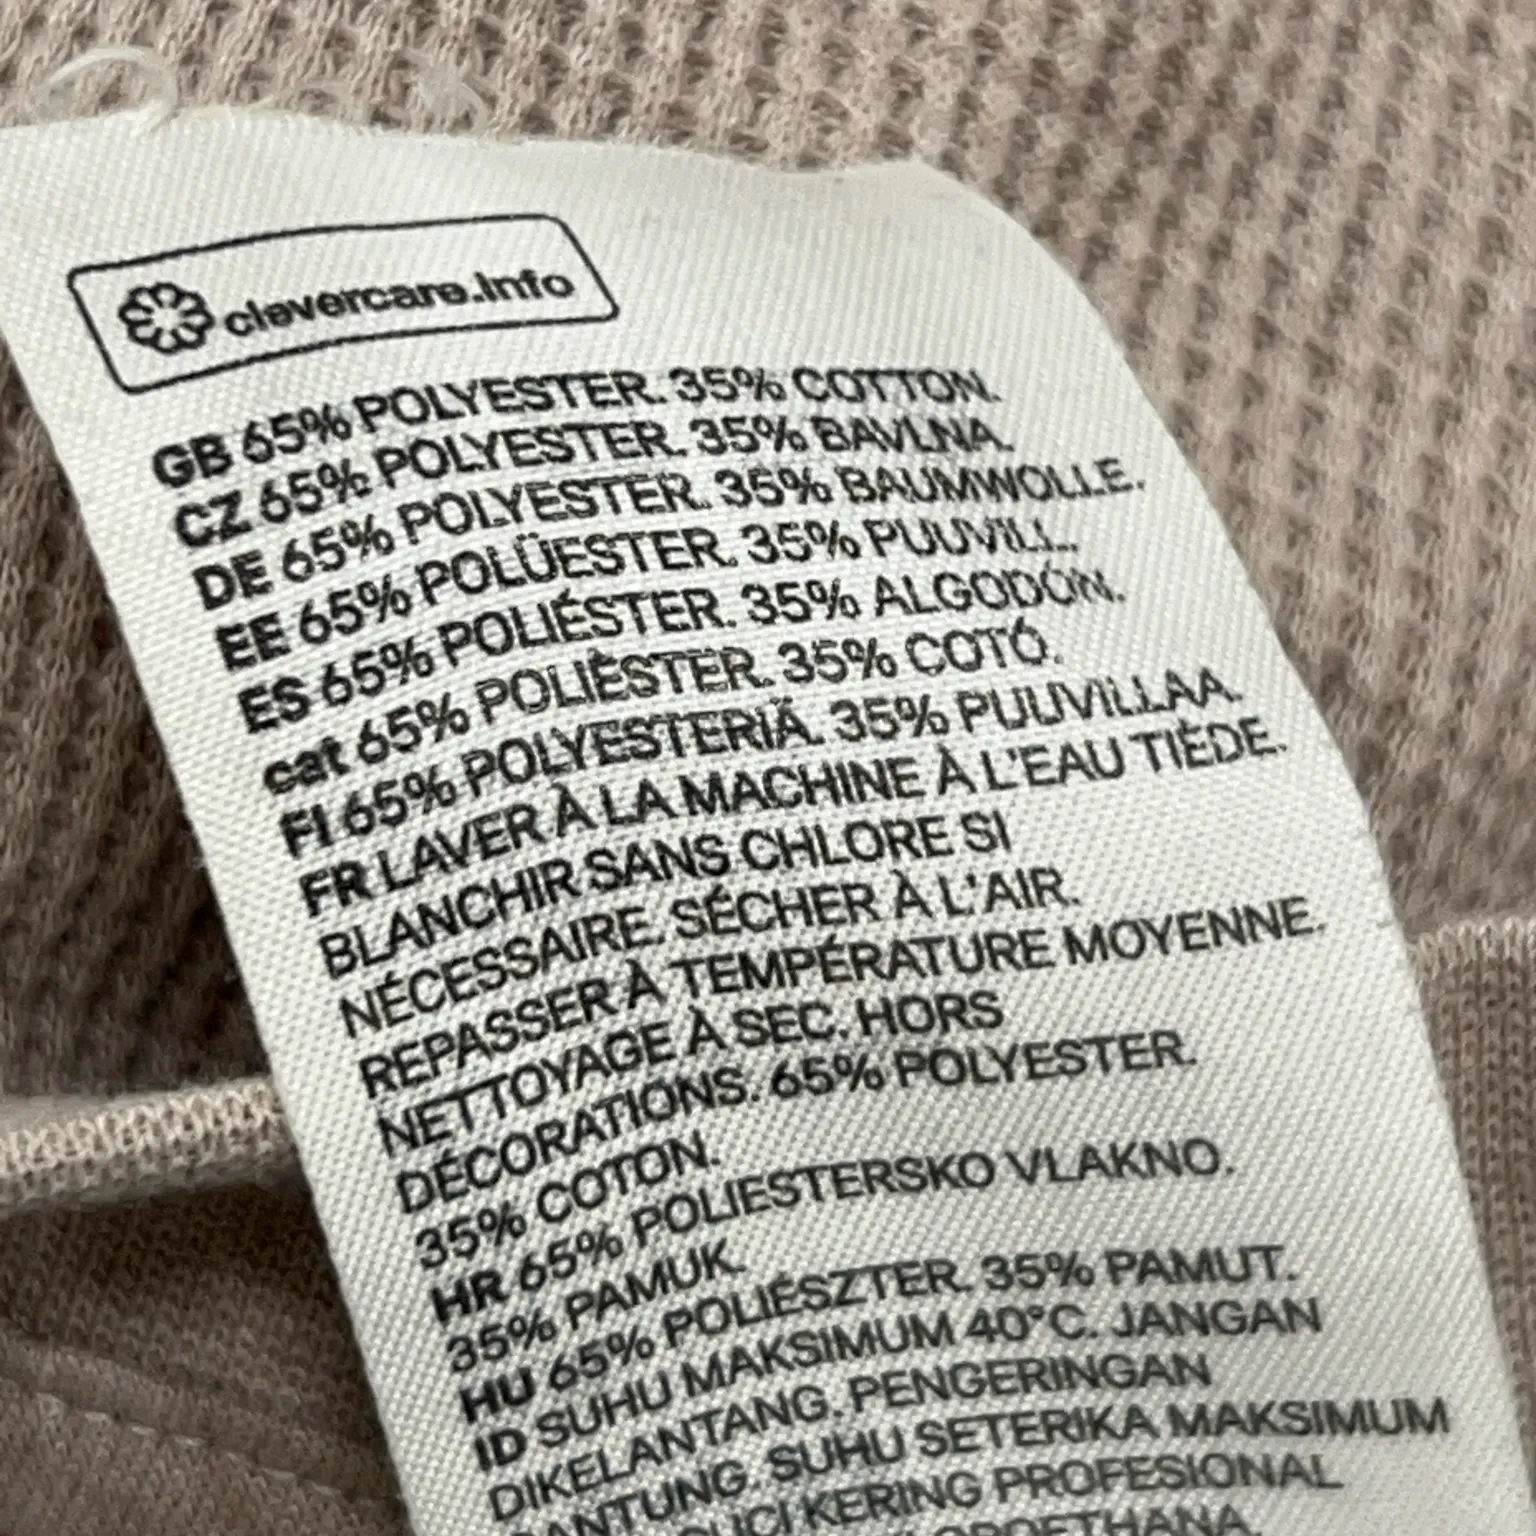 clevercare.info
GB 65% POLYESTER. 35% COTTON.
CZ 65% POLYESTER. 35% BAVLNA.
DE 65% POLYESTER. 35% BAUMWOLLE.
EE 65% POLÜESTER. 35% PUUVILL.
ES 65% POLIÉSTER. 35% ALGODÓN.
cat 65% POLIÈSTER. 35% COTÓ.
FI 65% POLYESTERIÄ. 35% PUUVILLAA.
FR LAVER À LA MACHINE À L'EAU TIÈDE.
BLANCHIR SANS CHLORE SI
NÉCESSAIRE. SÉCHER À L'AIR.
REPASSER À TEMPÉRATURE MOYENNE.
NETTOYAGE À SEC. HORS
DÉCORATIONS. 65% POLYESTER.
35% COTON.
HR 65% POLIESTERSKO VLAKNO.
35% PAMUK.
HU 65% POLIÉSZTER. 35% PAMUT.
ID SUHU MAKSIMUM 40°C. JANGAN
DIKELANTANG. PENGERINGAN
SUHU SETERIKA MAKSIMUM
KERING PROFESIONAL